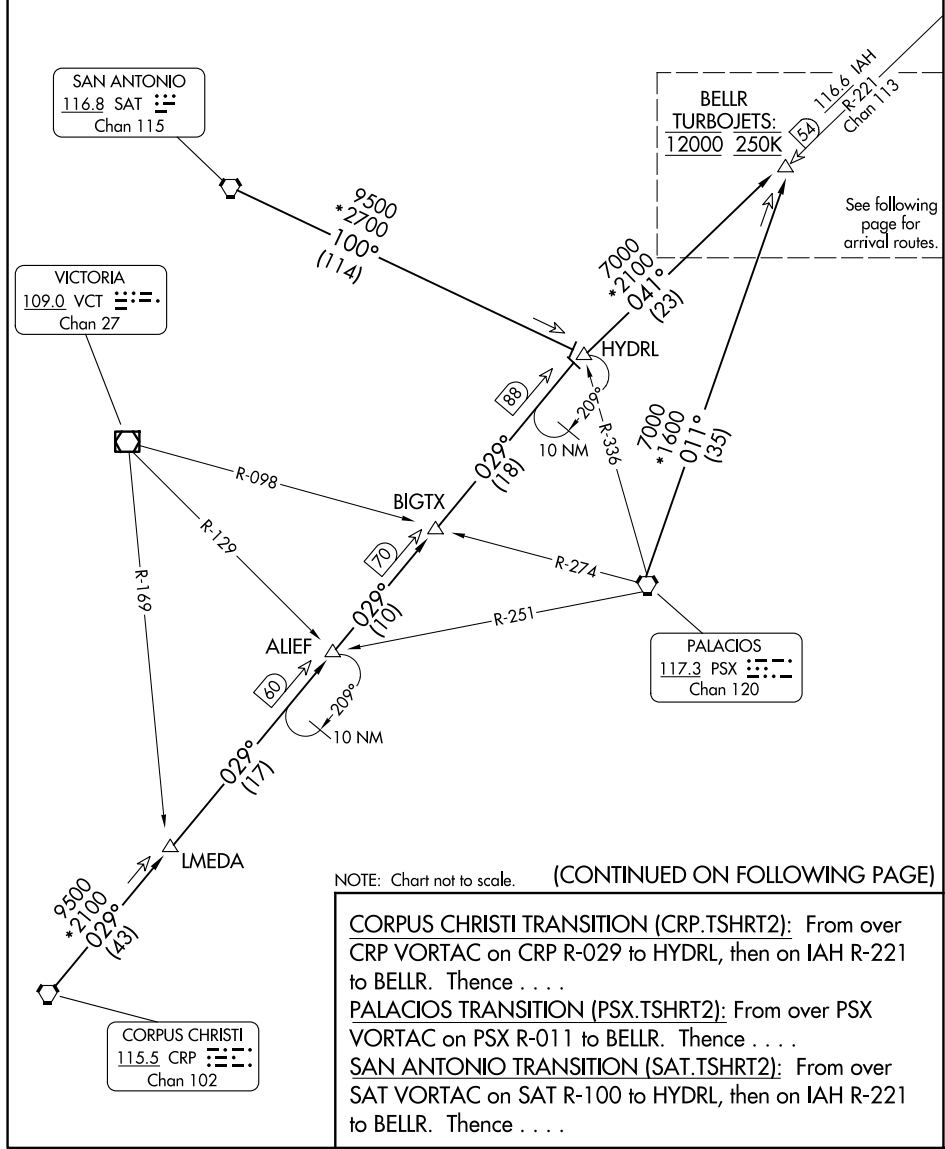 SAN ANTONIO
116.8 SAT
Chan 115
BELLR
TURBOJETS:
12000 250K
116.6 IAH
R-221
Chan 113
54
See following
page for
arrival routes.
9500
*2700
100°
(114)
VICTORIA
109.0 VCT
Chan 27
7000
*2100
041°
(23)
HYDRL
88
209°
10 NM
R-336
7000
*1600
011°
(35)
029°
(18)
R-098
BIGTX
R-129
70
R-274
R-169
029°
(10)
R-251
ALIEF
60
209°
10 NM
PALACIOS
117.3 PSX
Chan 120
029°
(17)
LMEDA
9500
*2100
029°
(43)
CORPUS CHRISTI
115.5 CRP
Chan 102
NOTE: Chart not to scale.
(CONTINUED ON FOLLOWING PAGE)
CORPUS CHRISTI TRANSITION (CRP.TSHRT2): From over
CRP VORTAC on CRP R-029 to HYDRL, then on IAH R-221
to BELLR. Thence . . . .
PALACIOS TRANSITION (PSX.TSHRT2): From over PSX
VORTAC on PSX R-011 to BELLR. Thence . . . .
SAN ANTONIO TRANSITION (SAT.TSHRT2): From over
SAT VORTAC on SAT R-100 to HYDRL, then on IAH R-221
to BELLR. Thence . . . .